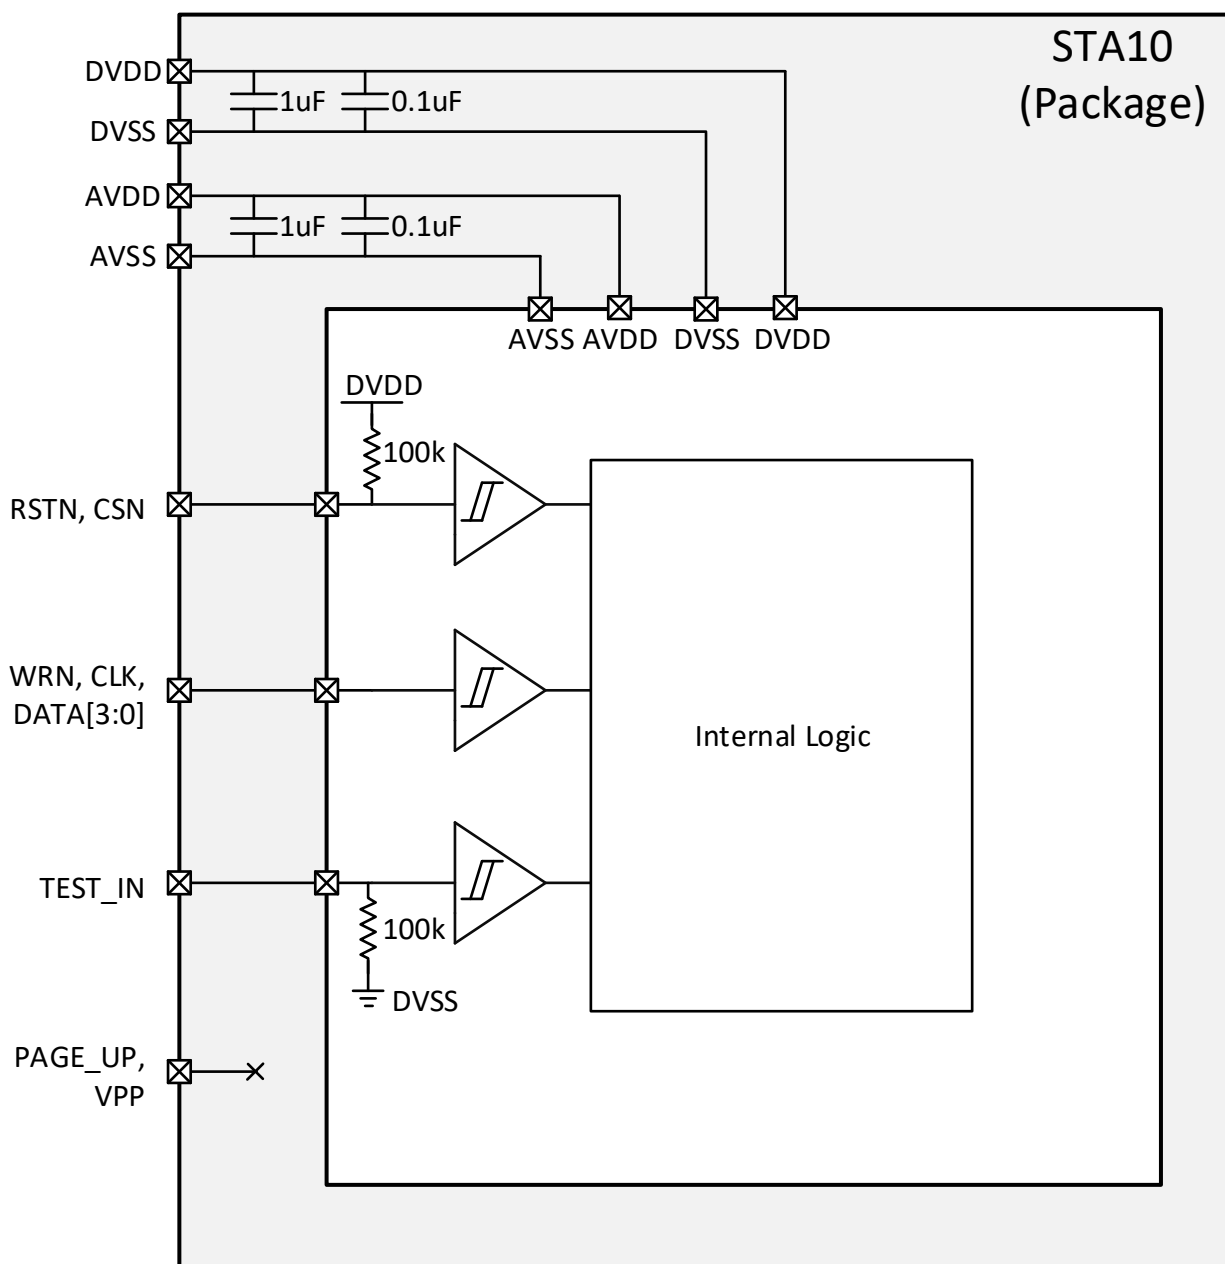 STA10
(Package)
DVDD
1uF
0.1uF
DVSS
AVDD
1uF
0.1uF
AVSS
AVSS
AVDD
DVSS
DVDD
DVDD
100k
RSTN, CSN
WRN, CLK,
DATA[3:0]
Internal Logic
TEST_IN
100k
DVSS
PAGE_UP,
VPP